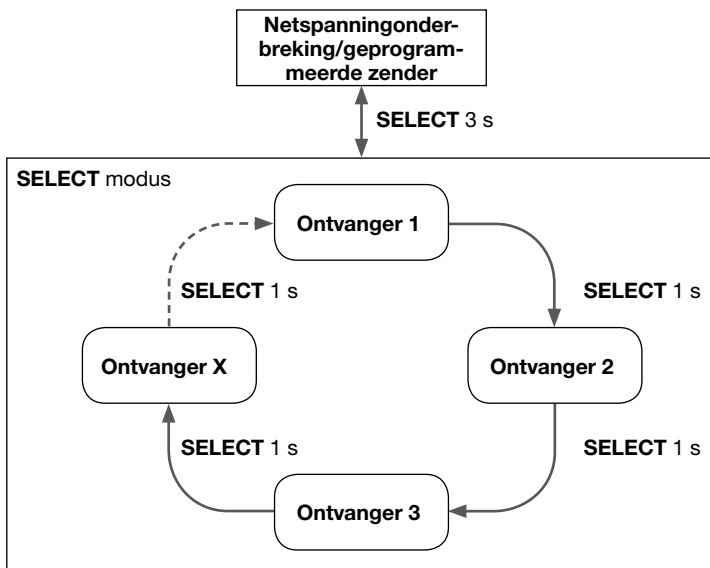 Netspanningonder-
breking/geprogram-
meerde zender
SELECT 3 s
SELECT modus
Ontvanger 1
SELECT 1 s
SELECT 1 s
Ontvanger X
Ontvanger 2
SELECT 1 s
SELECT 1 s
Ontvanger 3